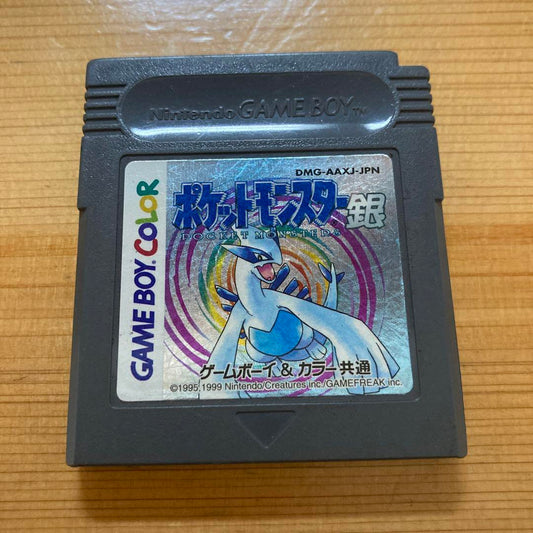 Nintendo GAME BOY™
DMG-AAXJ-JPN
ポケットモンスター銀
POCKET MONSTERS
GAME BOY COLOR
ゲームボーイ & カラー共通
©1995,1999 Nintendo/Creatures inc./GAMEFREAK inc.